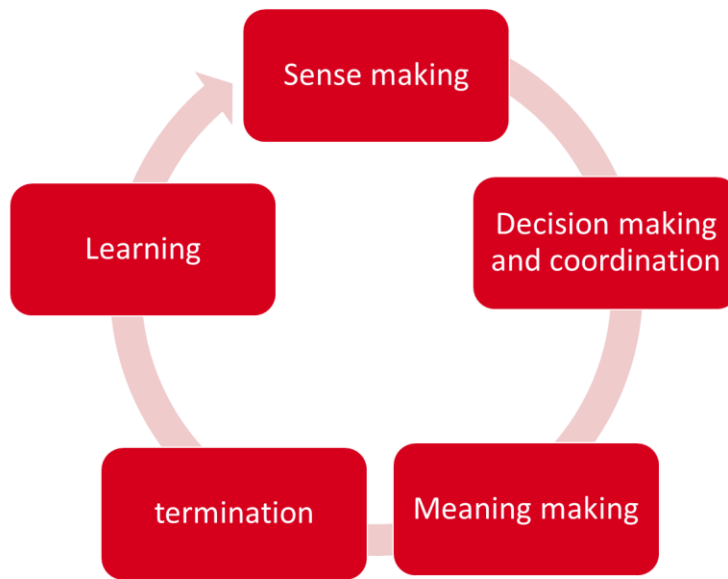 Sense making
Decision making
and coordination
Meaning making
termination
Learning